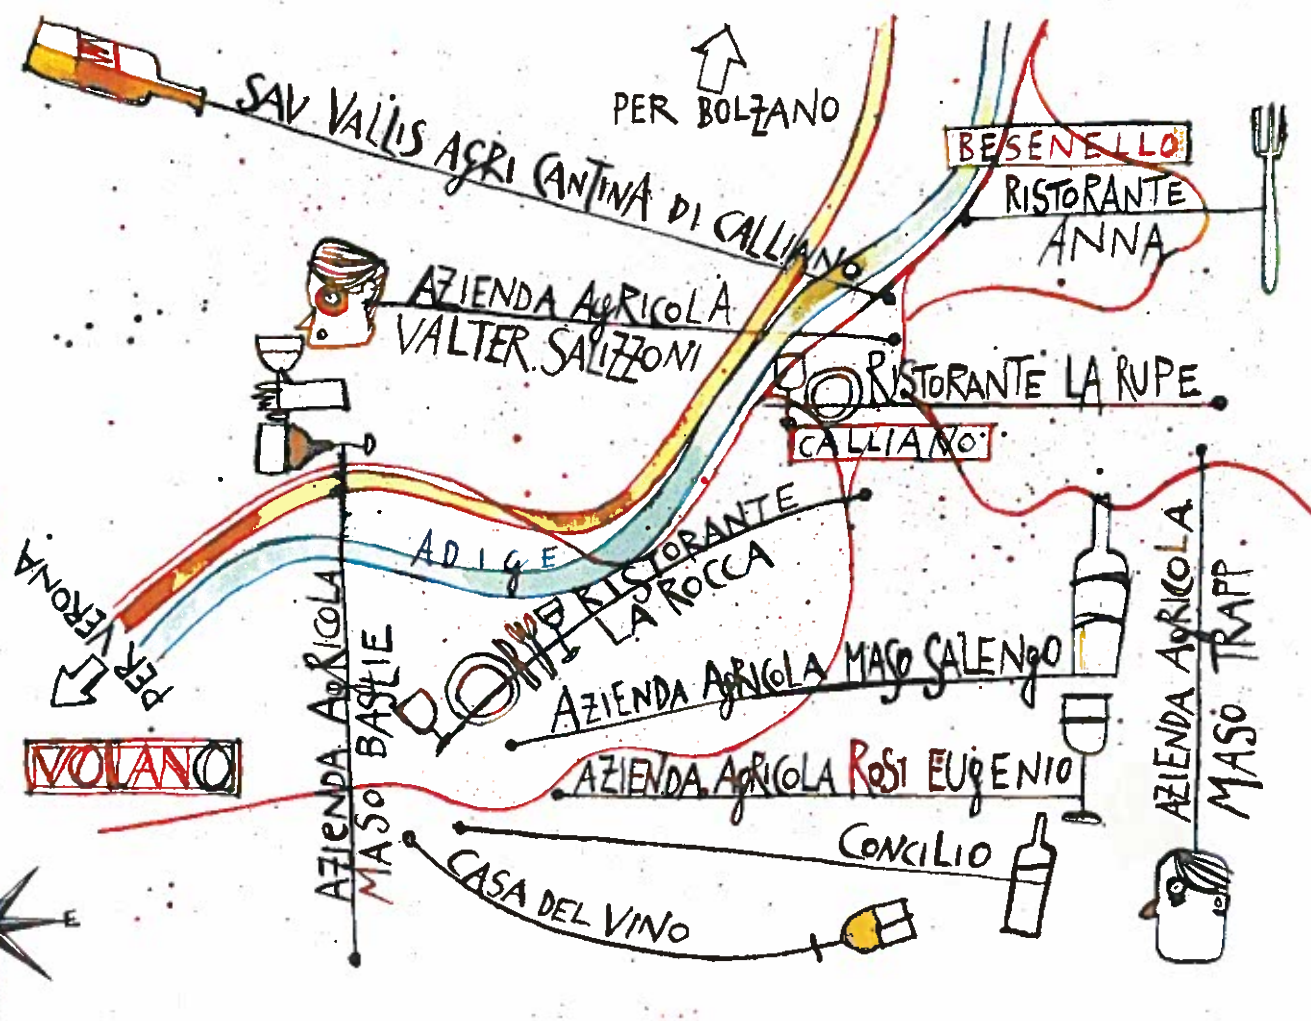 PER BOLZANO
SAV VALLIS AGRI CANTINA DI CALLIANO
BESENELLO
RISTORANTE
ANNA
AZIENDA AgRICOLA
VALTER SALIZZONI
RISTORANTE LA RUPE
CALLIANO
ADIgE
RISTORANTE
LA ROCCA
PER VERONA
AZIENDA AgRICOLA
MASO TRAPP
AZIENDA AgRICOLA MASO SALENgO
AZIENDA AgRICOLA
MASO BASLIE
VOLANO
AZIENDA AgRICOLA ROSI EUgENIO
CONCILIO
CASA DEL VINO
E